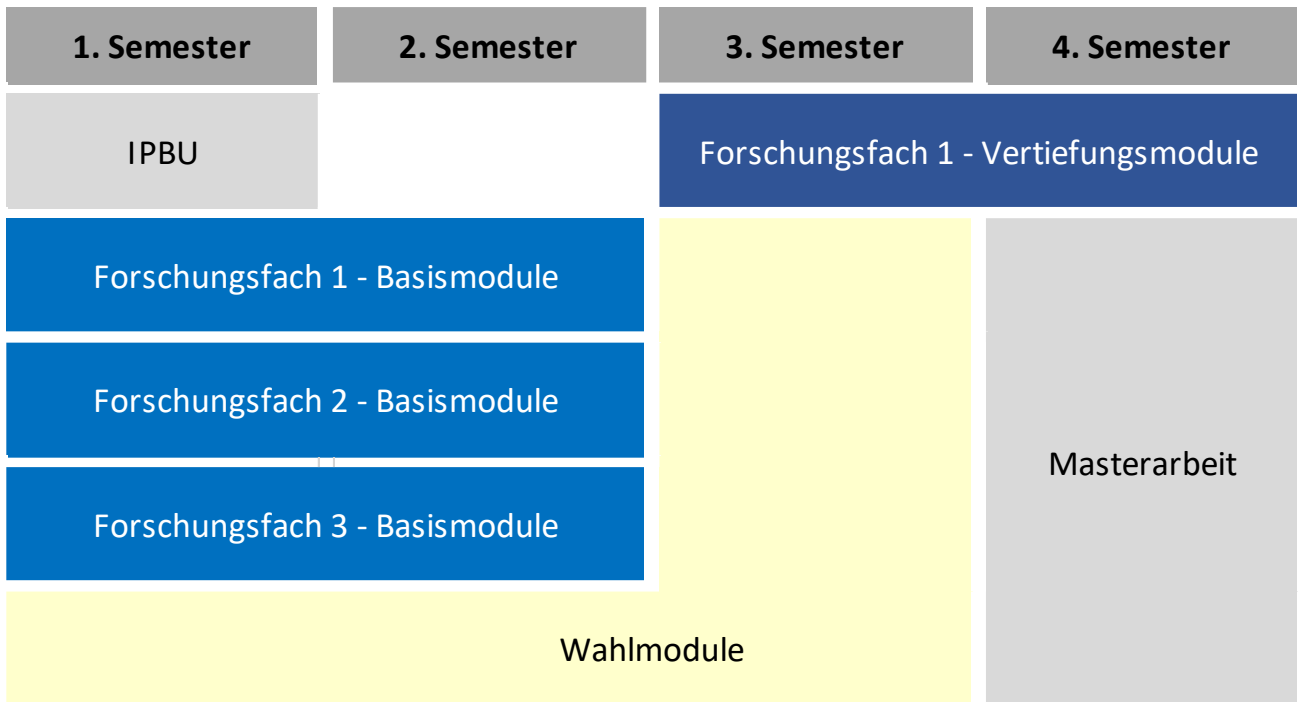 1. Semester
2. Semester
3. Semester
4. Semester
IPBU
Forschungsfach 1 - Vertiefungsmodule
Forschungsfach 1 - Basismodule
Forschungsfach 2 - Basismodule
Masterarbeit
Forschungsfach 3 - Basismodule
Wahlmodule